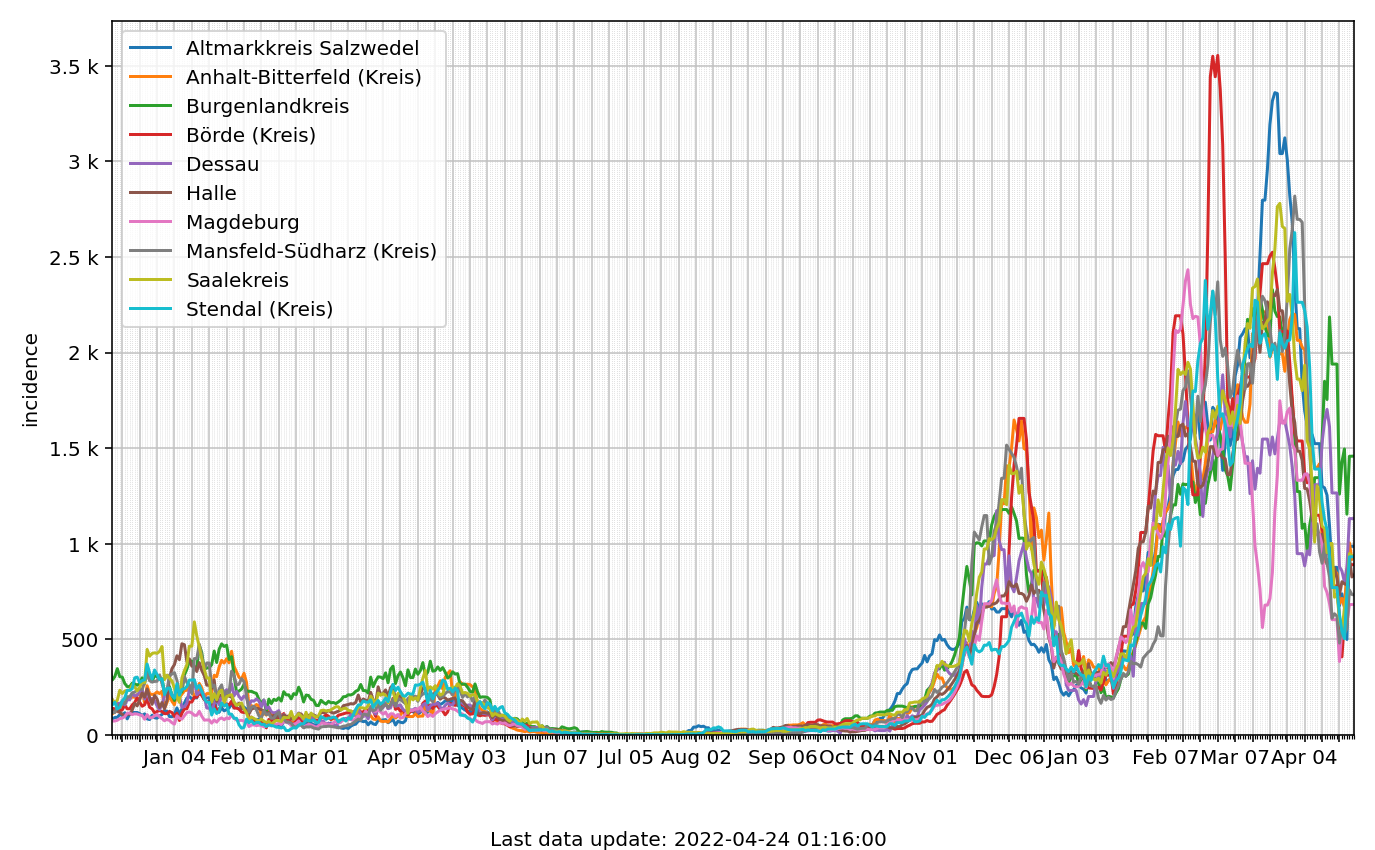 Altmarkkreis Salzwedel
Anhalt-Bitterfeld (Kreis)
Burgenlandkreis
Börde (Kreis)
Dessau
Halle
Magdeburg
Mansfeld-Südharz (Kreis)
Saalekreis
Stendal (Kreis)
3.5 k
3 k
2.5 k
2 k
1.5 k
1 k
500
0
incidence
Jan 04 Feb 01 Mar 01 Apr 05 May 03 Jun 07 Jul 05 Aug 02 Sep 06 Oct 04 Nov 01 Dec 06 Jan 03 Feb 07 Mar 07 Apr 04
Last data update: 2022-04-24 01:16:00